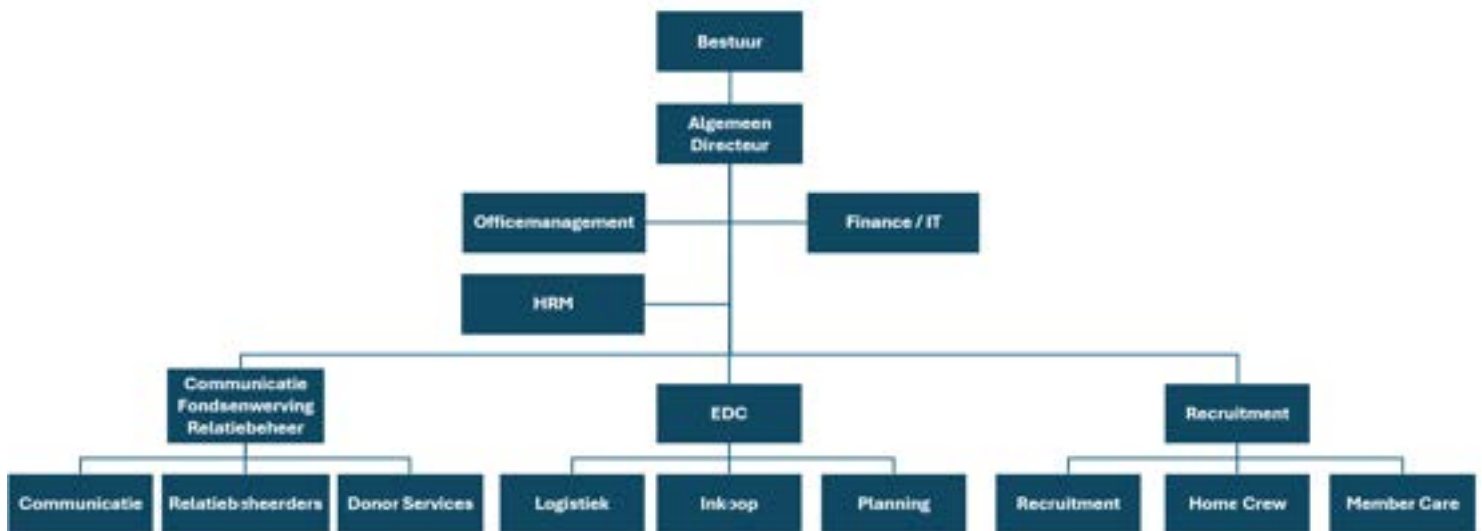 Bestuur
Algemeen
Directeur
Officemanagement
Finance / IT
HRM
Communicatie
Fondsenwerving
Relatiebeheer
EDC
Recruitment
Communicatie
Relatiebeheerders
Donor Services
Logistiek
Inkoop
Planning
Recruitment
Home Crew
Member Care